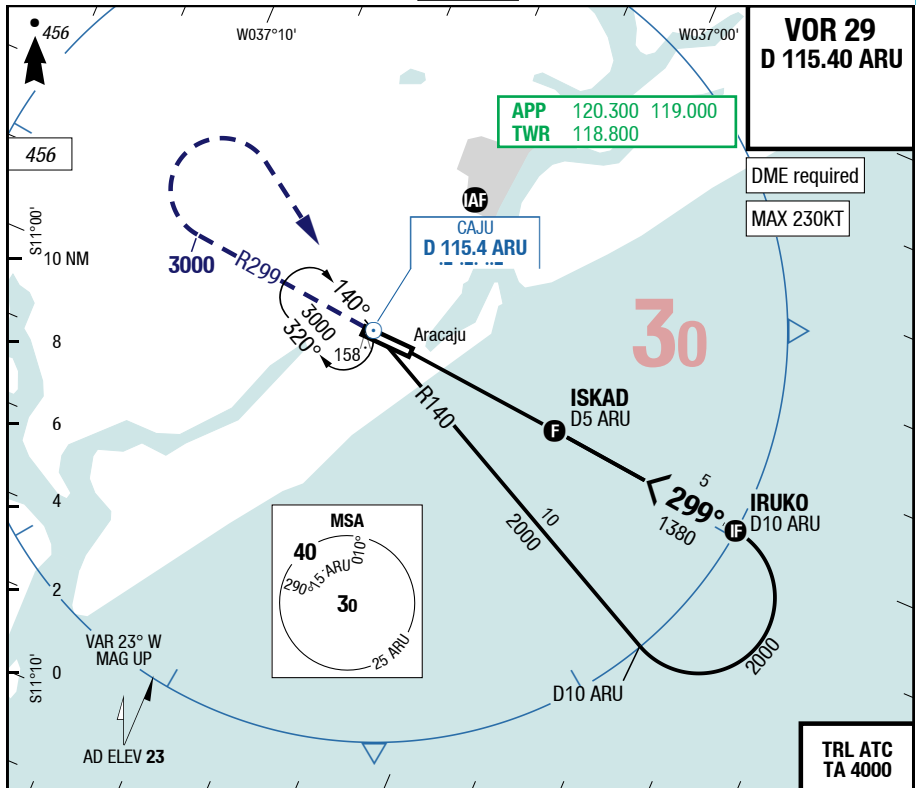 456
W037°10'
W037°00'
VOR 29
D 115.40 ARU
APP 120.300 119.000
TWR 118.800
456
DME required
MAX 230KT
IAF
CAJU
D 115.4 ARU
S11°00'
10 NM
3000
R299
140°
3000
320°
158
Aracaju
30
8
R140
ISKAD
D5 ARU
F
6
5
299°
1380
IRUKO
D10 ARU
IF
4
10
2000
MSA
40
010°
290°
15 ARU
30
25 ARU
2
VAR 23° W
MAG UP
2000
S11°10'
0
D10 ARU
AD ELEV 23
TRL ATC
TA 4000